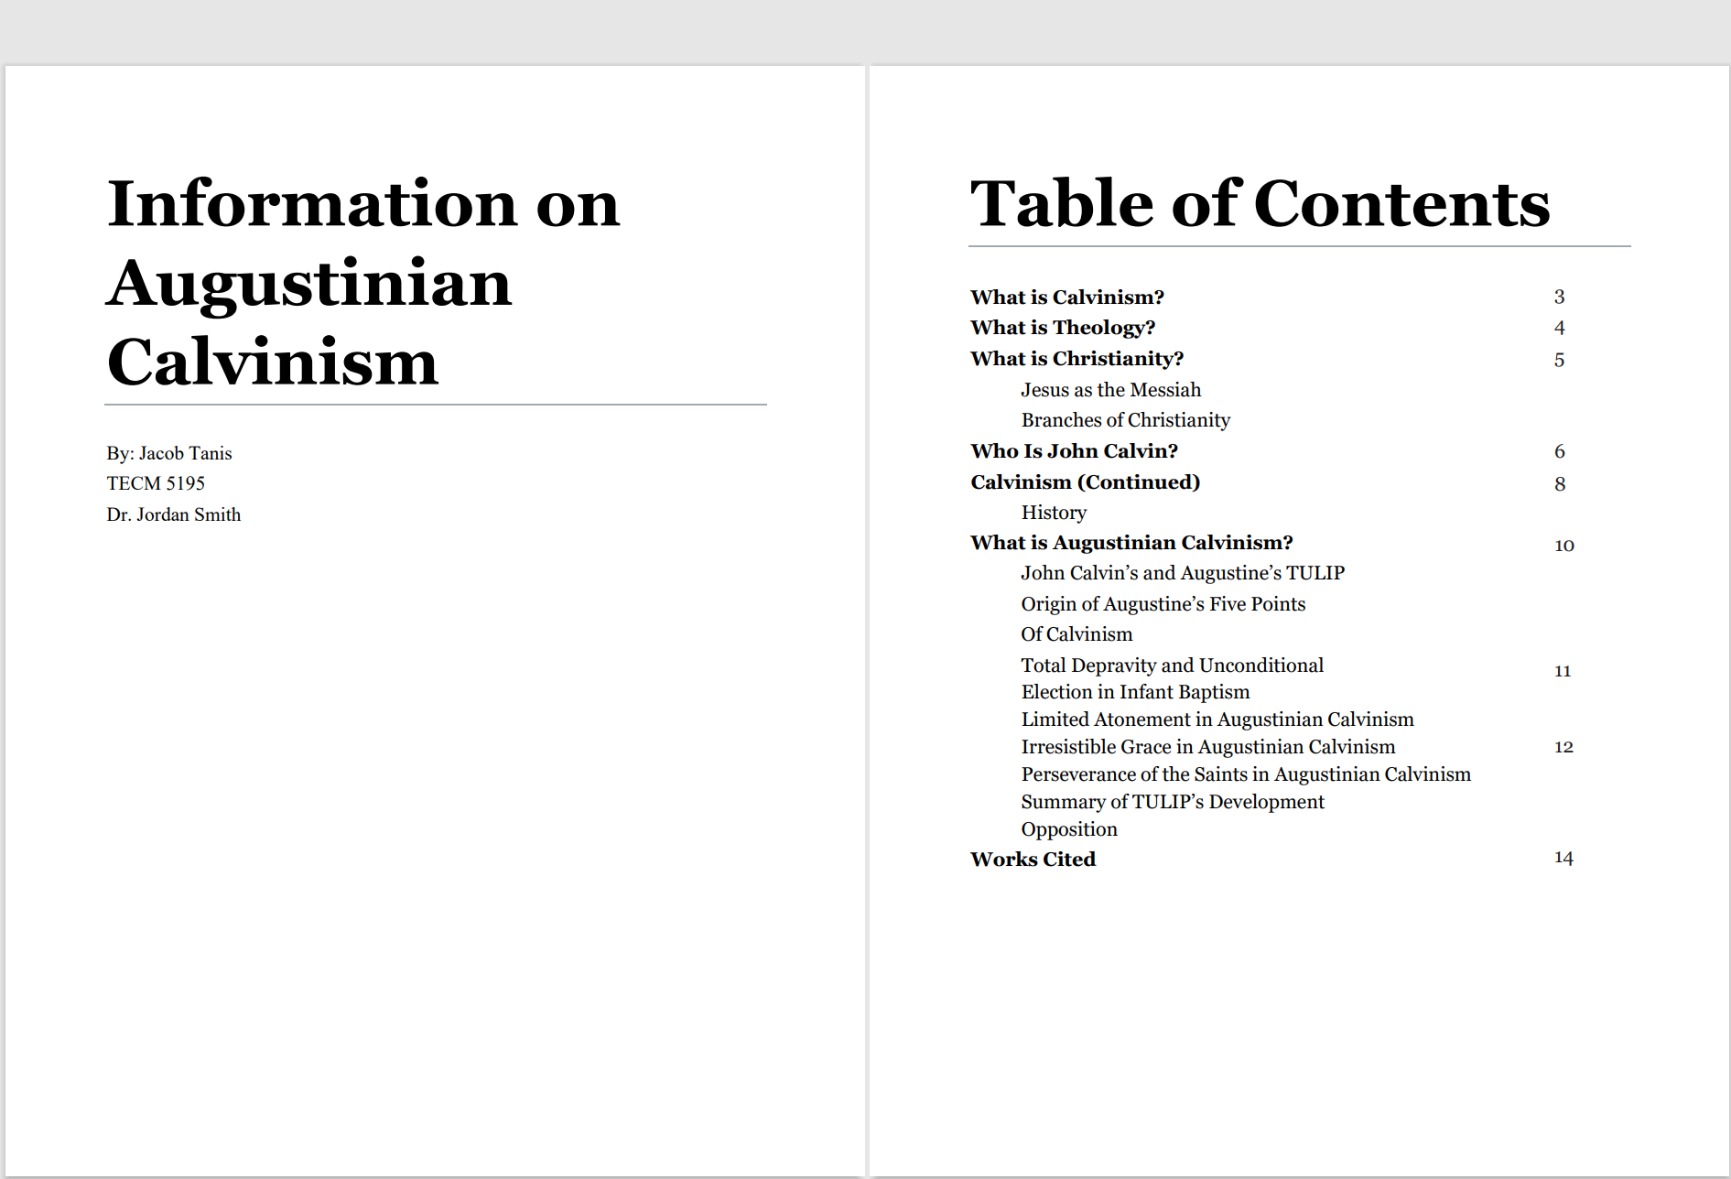 Information on
Augustinian
Calvinism
By: Jacob Tanis
TECM 5195
Dr. Jordan Smith
Table of Contents
What is Calvinism? 3
What is Theology? 4
What is Christianity? 5
Jesus as the Messiah
Branches of Christianity
Who Is John Calvin? 6
Calvinism (Continued) 8
History
What is Augustinian Calvinism? 10
John Calvin’s and Augustine’s TULIP
Origin of Augustine’s Five Points
Of Calvinism
Total Depravity and Unconditional 11
Election in Infant Baptism
Limited Atonement in Augustinian Calvinism
Irresistible Grace in Augustinian Calvinism 12
Perseverance of the Saints in Augustinian Calvinism
Summary of TULIP’s Development
Opposition
Works Cited 14